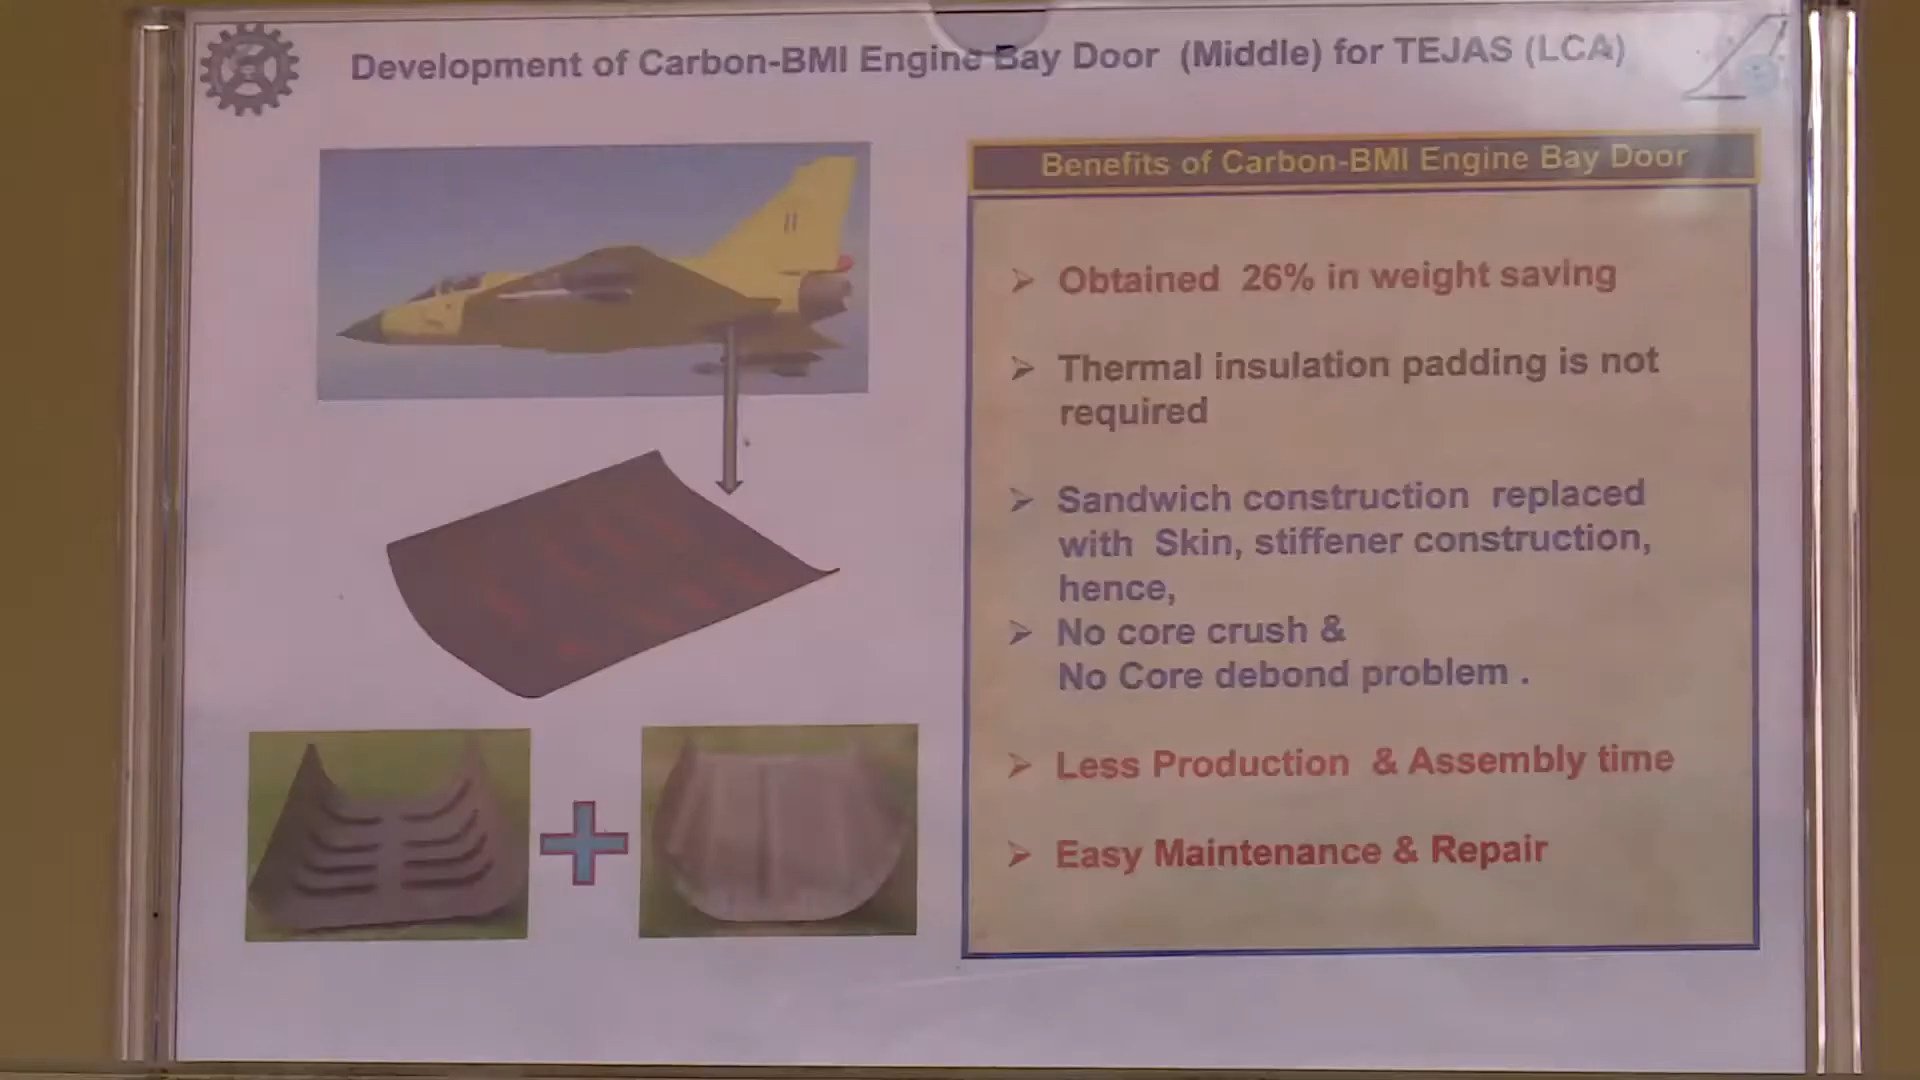 Development of Carbon-BMI Engine Bay Door (Middle) for TEJAS (LCA)
Benefits of Carbon-BMI Engine Bay Door
Obtained 26% in weight saving
Thermal insulation padding is not
required
Sandwich construction replaced
with Skin, stiffener construction,
hence,
No core crush &
No Core debond problem .
Less Production & Assembly time
Easy Maintenance & Repair